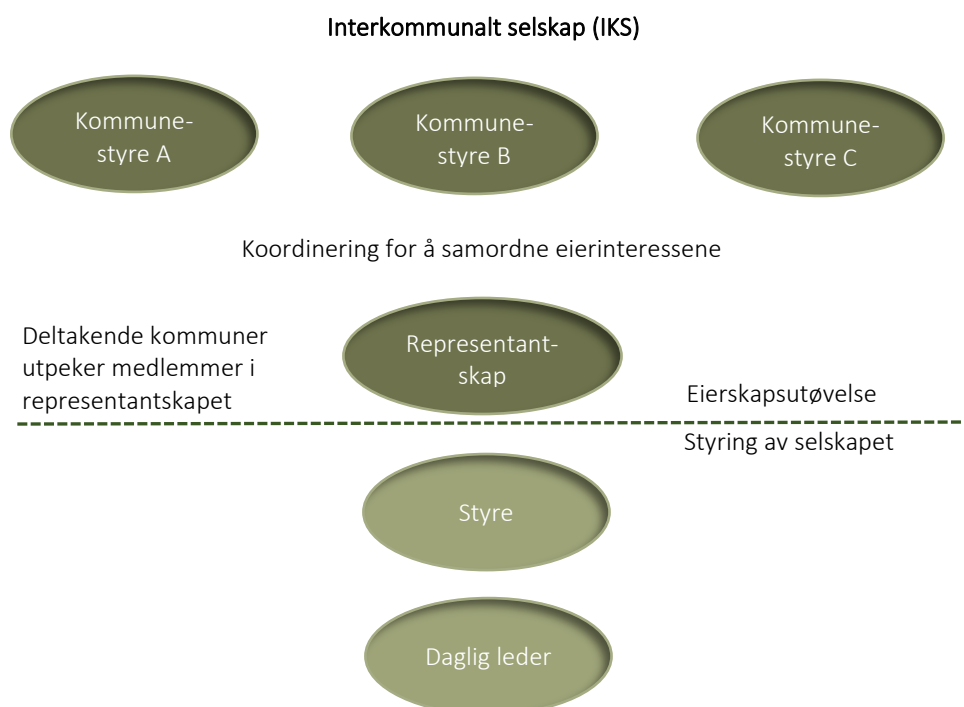 Interkommunalt selskap (IKS)
Kommune-
styre A
Kommune-
styre B
Kommune-
styre C
Koordinering for å samordne eierinteressene
Deltakende kommuner
utpeker medlemmer i
representantskapet
Representant-
skap
Eierskapsutøvelse
Styring av selskapet
Styre
Daglig leder